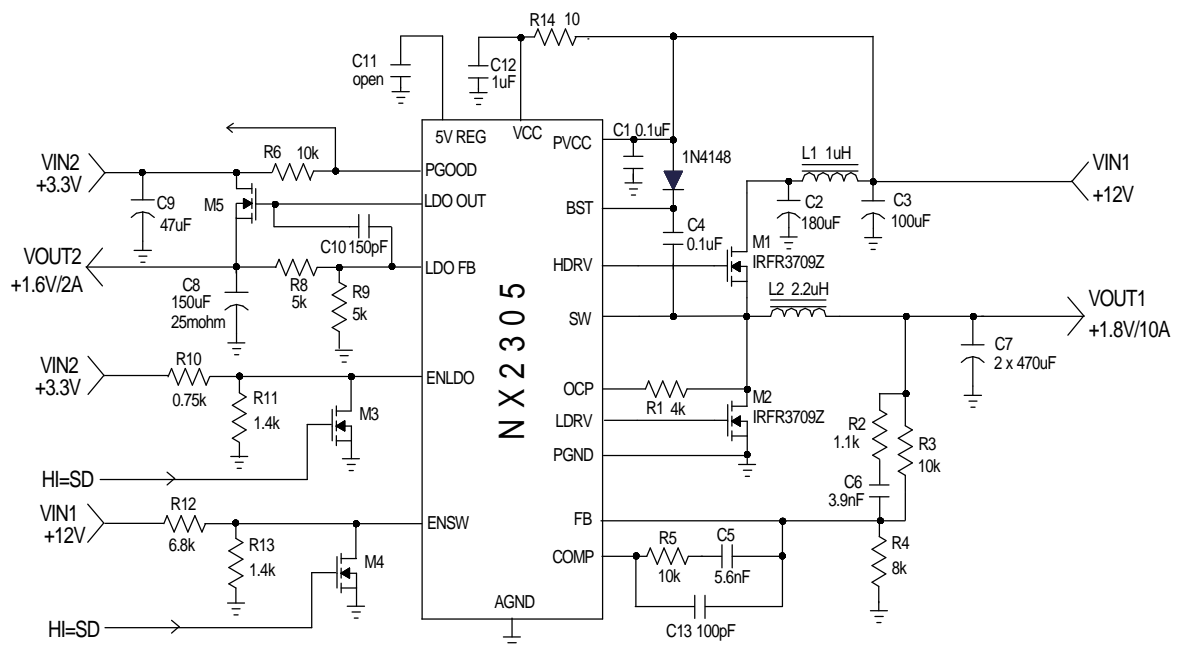 R14 10
C11
open
C12
1uF
5V REG
VCC
PVCC
C1 0.1uF
1N4148
L1 1uH
VIN1
+12V
VIN2
+3.3V
R6 10k
PGOOD
C9
47uF
M5
LDO OUT
BST
C2
180uF
C3
100uF
C10 150pF
C4
0.1uF
M1
IRFR3709Z
HDRV
VOUT2
+1.6V/2A
LDO FB
C8
150uF
25mohm
R8
5k
R9
5k
NX2305
L2 2.2uH
SW
VOUT1
+1.8V/10A
C7
2 x 470uF
VIN2
+3.3V
R10
0.75k
ENLDO
R11
1.4k
M3
OCP
R1 4k
M2
IRFR3709Z
LDRV
PGND
R2
1.1k
R3
10k
C6
3.9nF
HI=SD
VIN1
+12V
R12
6.8k
ENSW
R13
1.4k
M4
FB
COMP
R5
10k
C5
5.6nF
R4
8k
C13 100pF
AGND
HI=SD